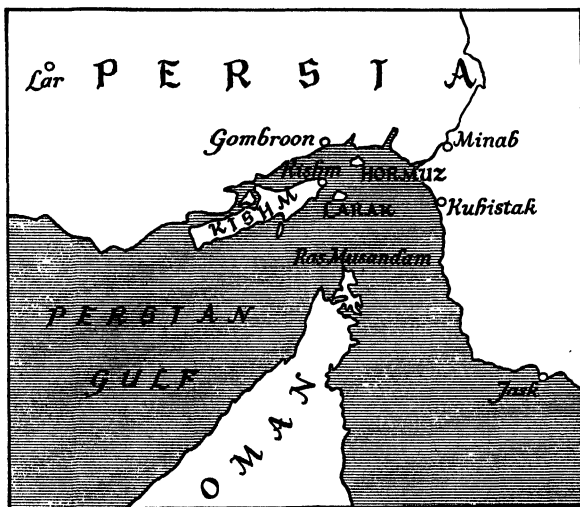 Lar
PERSIA
Gombroon
Minab
Kishm
HORMUZ
KISHM
LARAK
Kuhistak
Ras Musandam
PERSIAN
GULF
Jask
OMAN